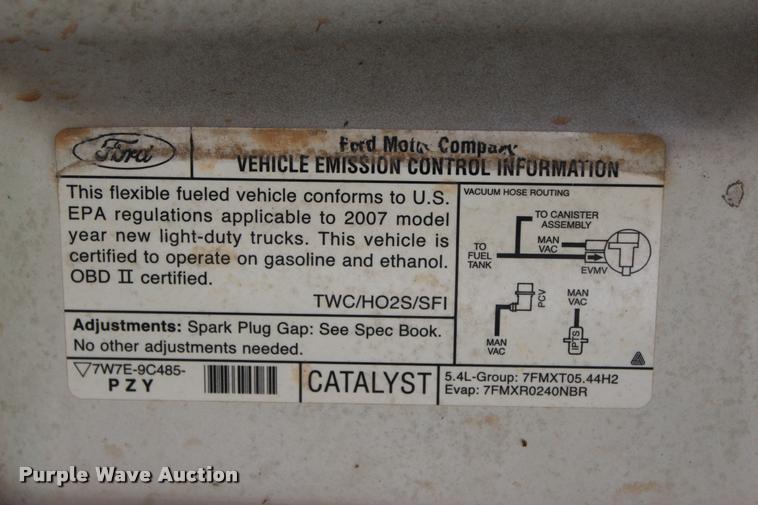 Ford
Ford Motor Company
VEHICLE EMISSION CONTROL INFORMATION
This flexible fueled vehicle conforms to U.S.
EPA regulations applicable to 2007 model
year new light-duty trucks. This vehicle is
certified to operate on gasoline and ethanol.
OBD II certified.
TWC/HO2S/SFI
Adjustments: Spark Plug Gap: See Spec Book.
No other adjustments needed.
VACUUM HOSE ROUTING
TO CANISTER
ASSEMBLY
TO
FUEL
TANK
MAN
VAC
EVMV
PCV
MAN
VAC
MAN
VAC
IPTS
7W7E-9C485-
PZY
CATALYST
5.4L-Group: 7FMXT05.44H2
Evap: 7FMXR0240NBR
Purple Wave Auction